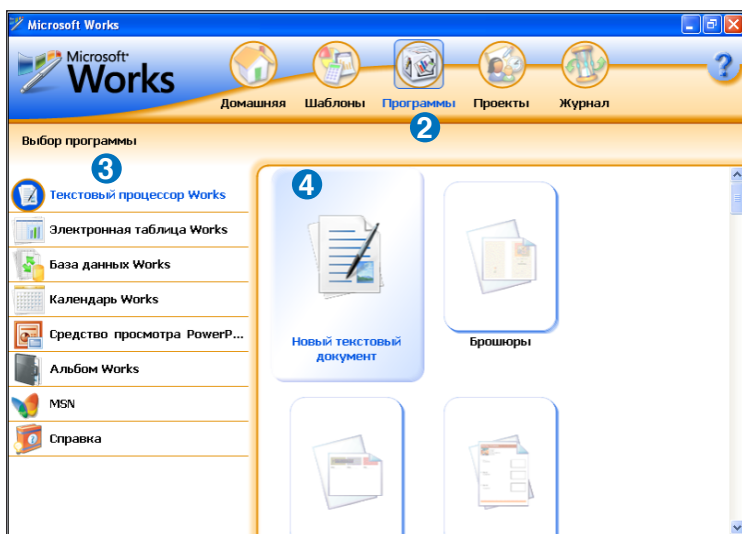 Microsoft Works
Microsoft®
Works
?
Домашняя Шаблоны Программы Проекты Журнал
2
Выбор программы
3
Текстовый процессор Works
Электронная таблица Works
База данных Works
Календарь Works
Средство просмотра PowerP...
Альбом Works
MSN
Справка
4
Новый текстовый
документ
Брошюры